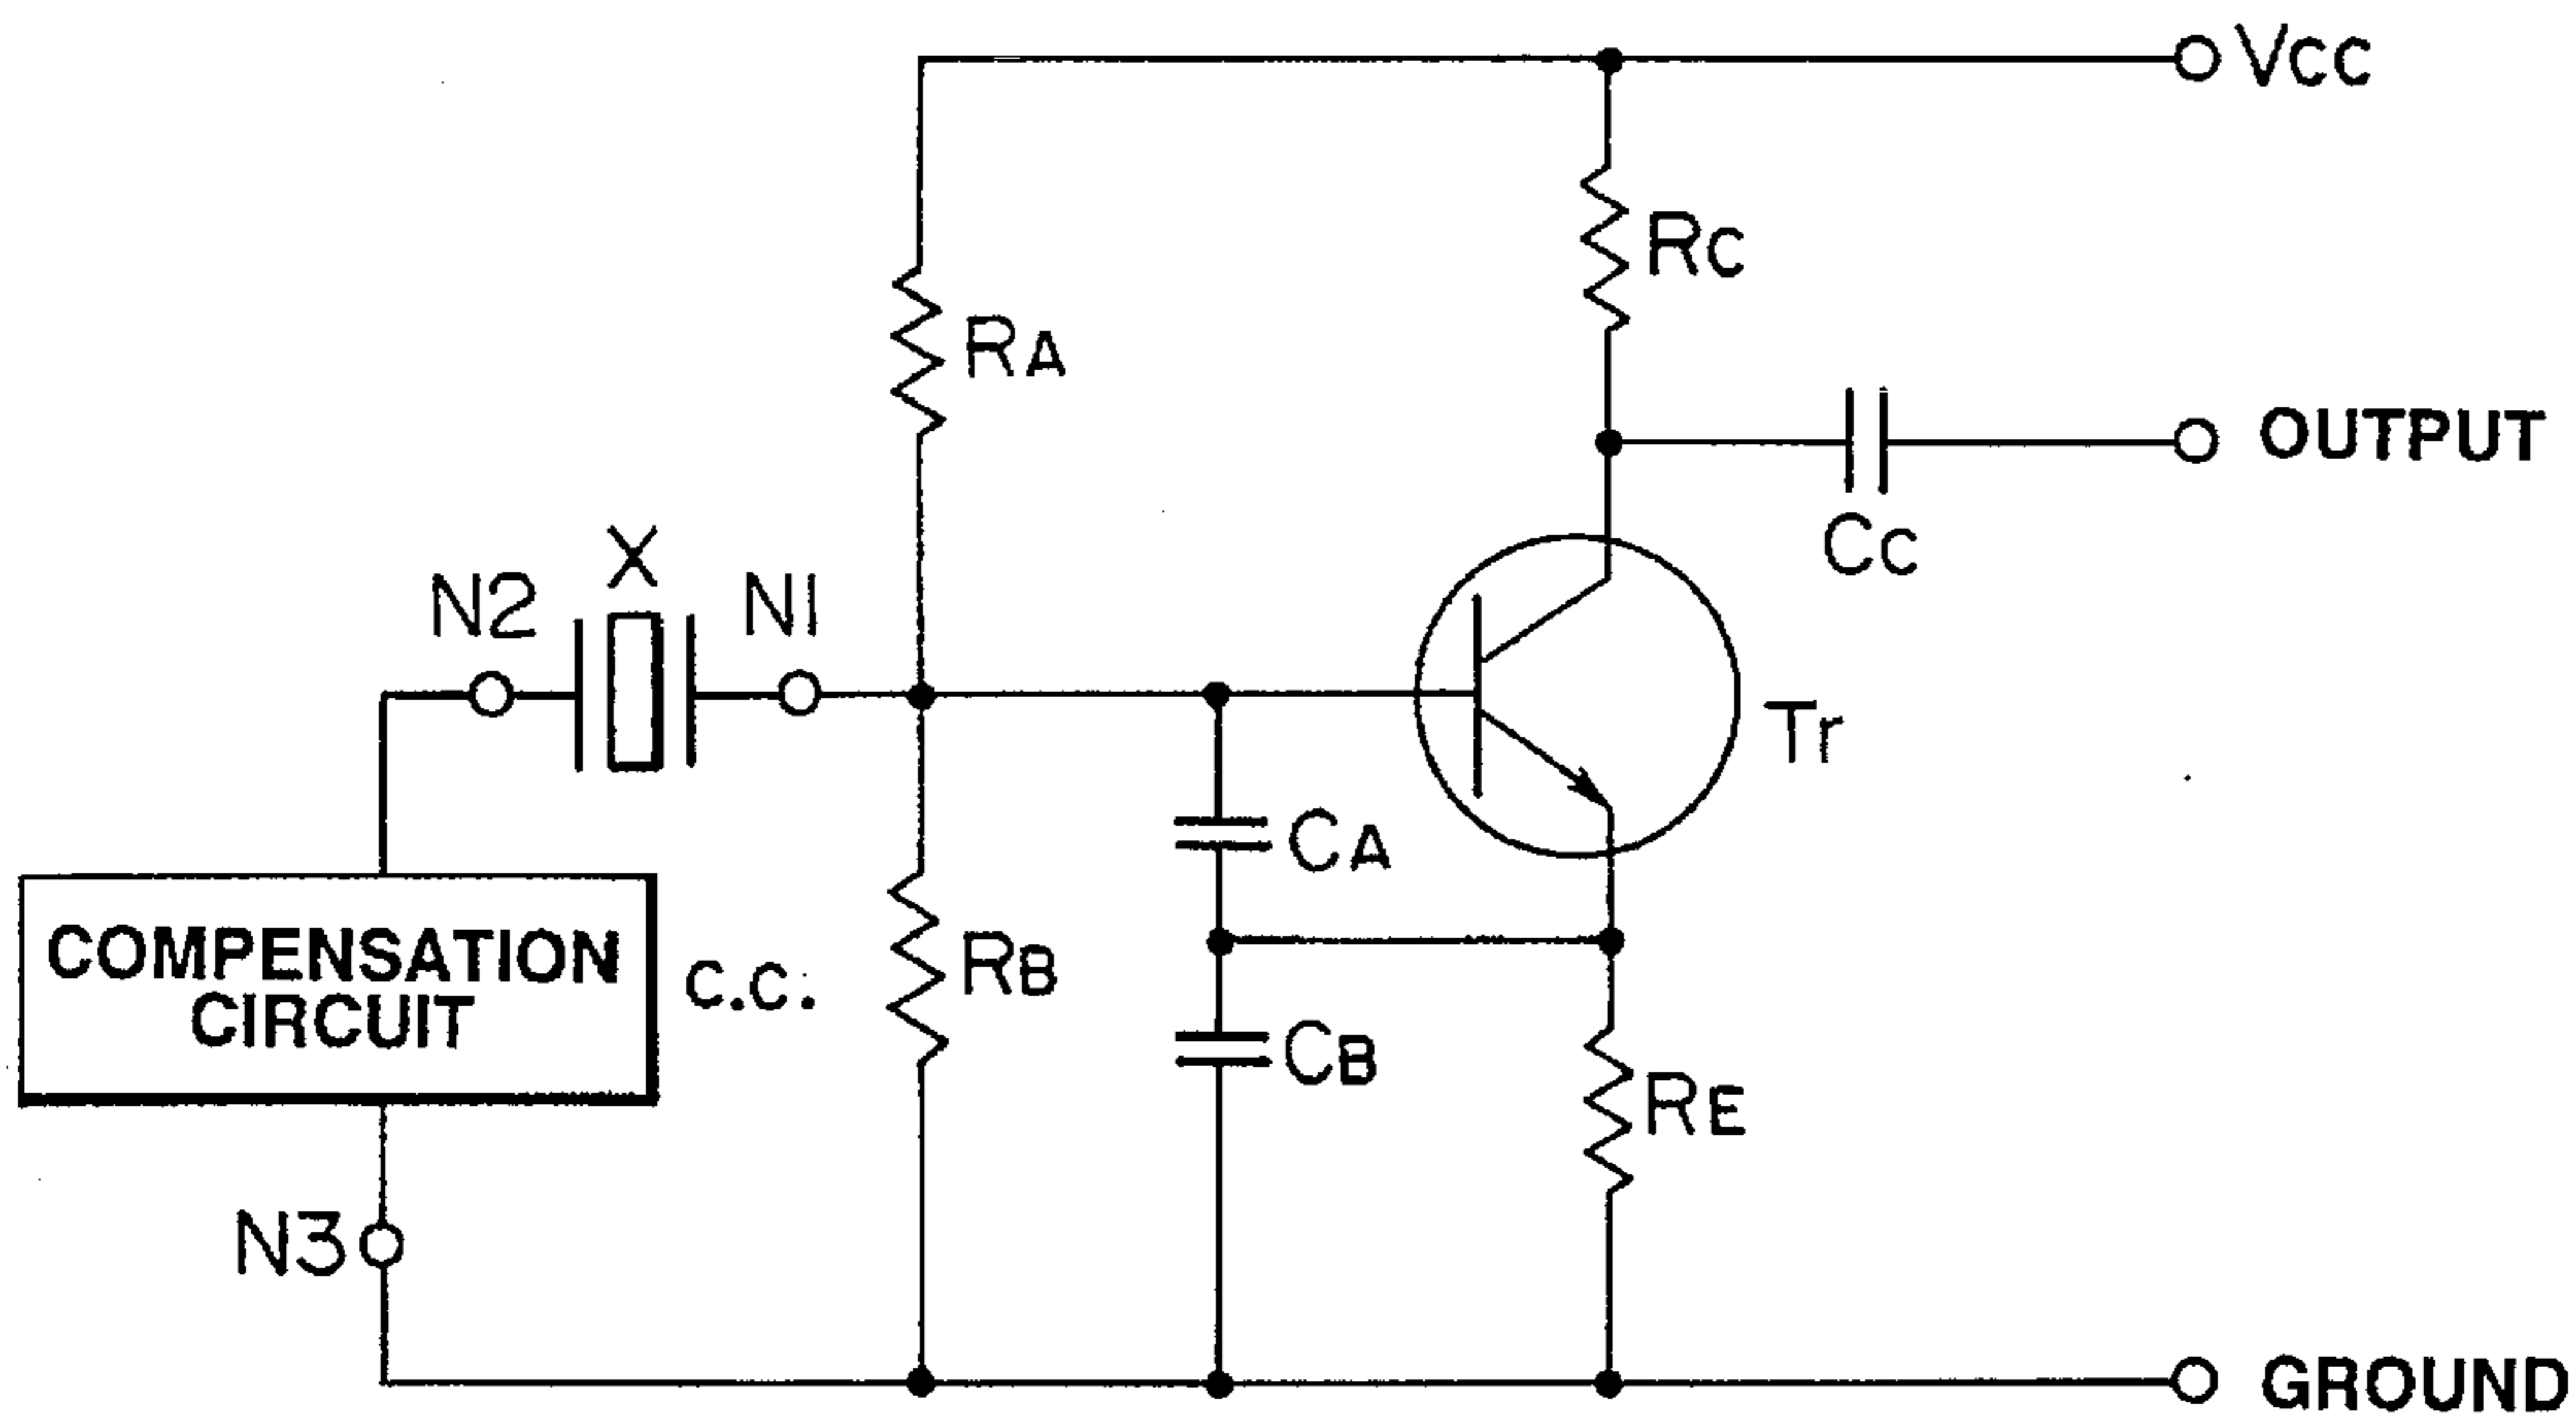 VCC
RC
RA
OUTPUT
CC
X
N2
N1
Tr
CA
COMPENSATION
CIRCUIT
C.C.
RB
CB
RE
N3
GROUND